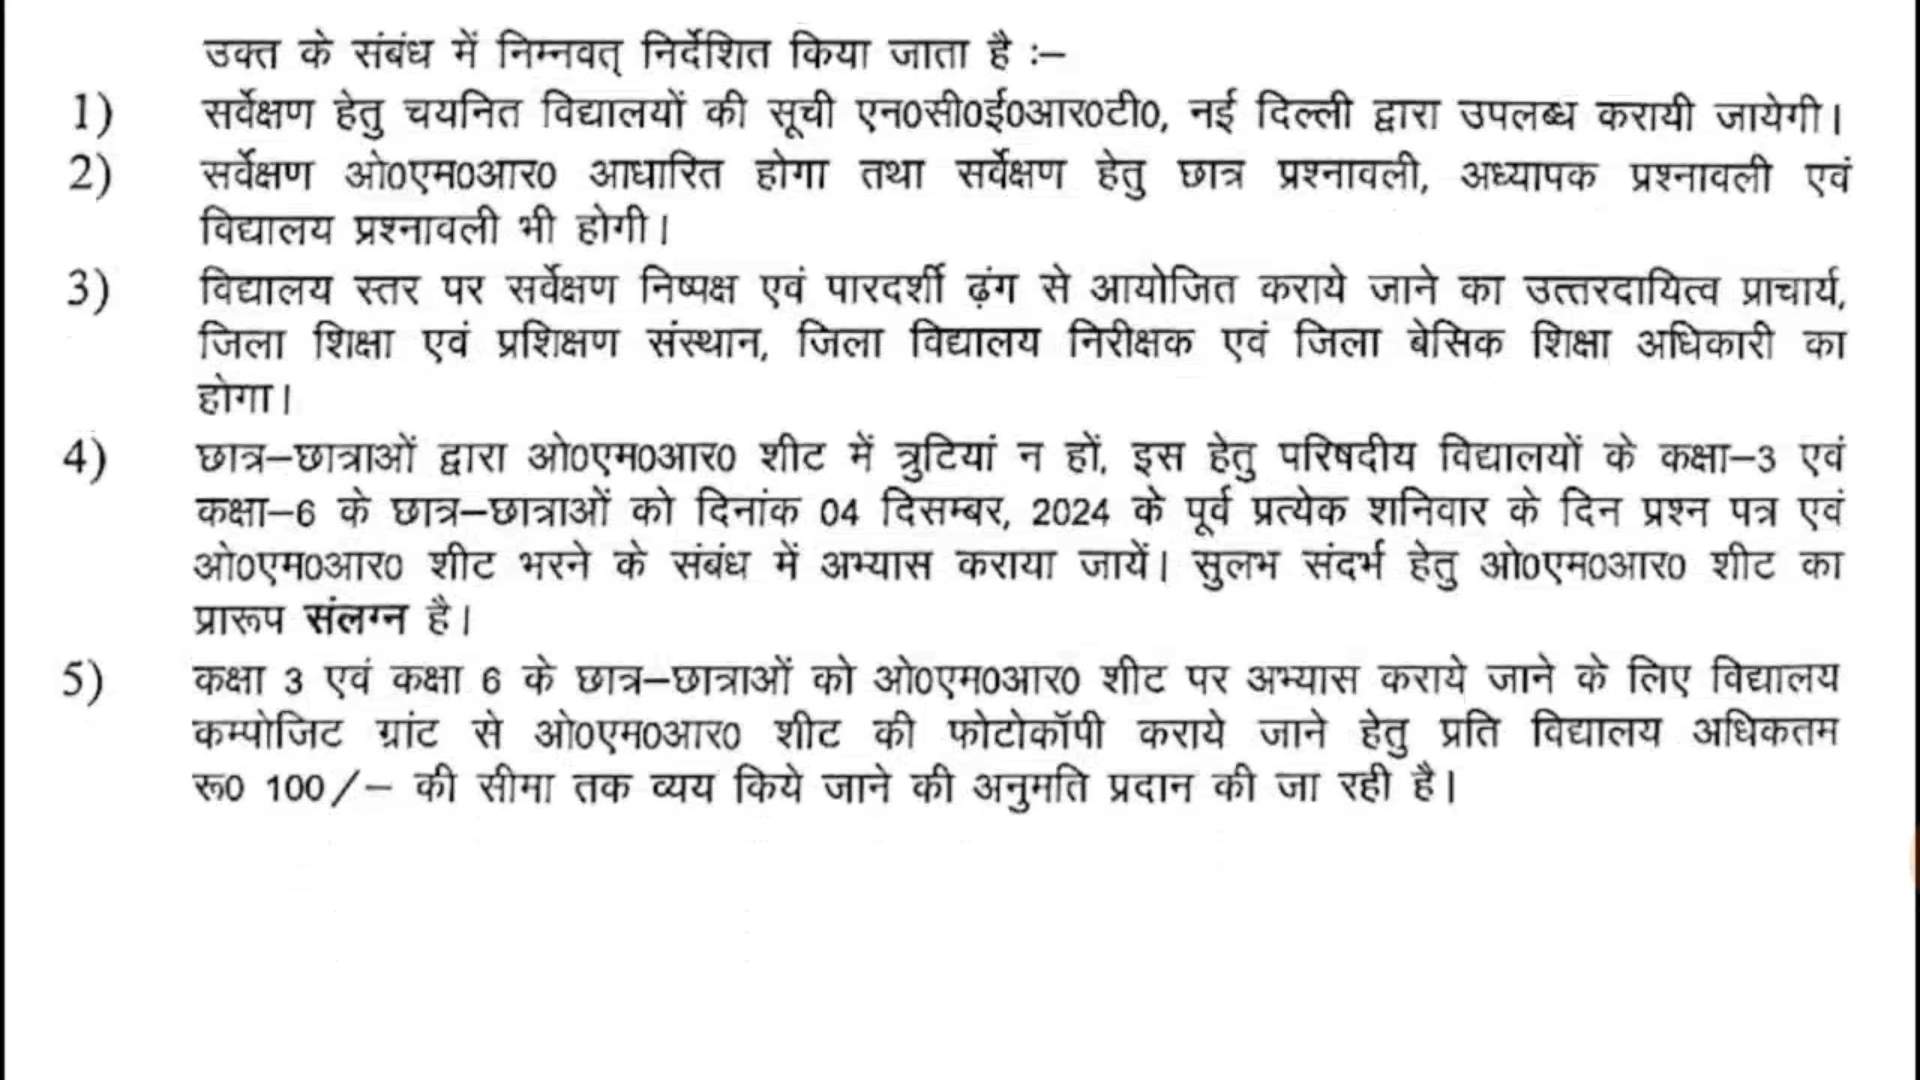 उक्त के संबंध में निम्नवत् निर्देशित किया जाता है :–
1) सर्वेक्षण हेतु चयनित विद्यालयों की सूची एन0सी0ई0आर0टी0, नई दिल्ली द्वारा उपलब्ध करायी जायेगी।
2) सर्वेक्षण ओ0एम0आर0 आधारित होगा तथा सर्वेक्षण हेतु छात्र प्रश्नावली, अध्यापक प्रश्नावली एवं
विद्यालय प्रश्नावली भी होगी।
3) विद्यालय स्तर पर सर्वेक्षण निष्पक्ष एवं पारदर्शी ढ़ंग से आयोजित कराये जाने का उत्तरदायित्व प्राचार्य,
जिला शिक्षा एवं प्रशिक्षण संस्थान, जिला विद्यालय निरीक्षक एवं जिला बेसिक शिक्षा अधिकारी का
होगा।
4) छात्र–छात्राओं द्वारा ओ0एम0आर0 शीट में त्रुटियां न हों, इस हेतु परिषदीय विद्यालयों के कक्षा–3 एवं
कक्षा–6 के छात्र–छात्राओं को दिनांक 04 दिसम्बर, 2024 के पूर्व प्रत्येक शनिवार के दिन प्रश्न पत्र एवं
ओ0एम0आर0 शीट भरने के संबंध में अभ्यास कराया जायें। सुलभ संदर्भ हेतु ओ0एम0आर0 शीट का
प्रारूप संलग्न है।
5) कक्षा 3 एवं कक्षा 6 के छात्र–छात्राओं को ओ0एम0आर0 शीट पर अभ्यास कराये जाने के लिए विद्यालय
कम्पोजिट ग्रांट से ओ0एम0आर0 शीट की फोटोकॉपी कराये जाने हेतु प्रति विद्यालय अधिकतम
रू0 100/– की सीमा तक व्यय किये जाने की अनुमति प्रदान की जा रही है।